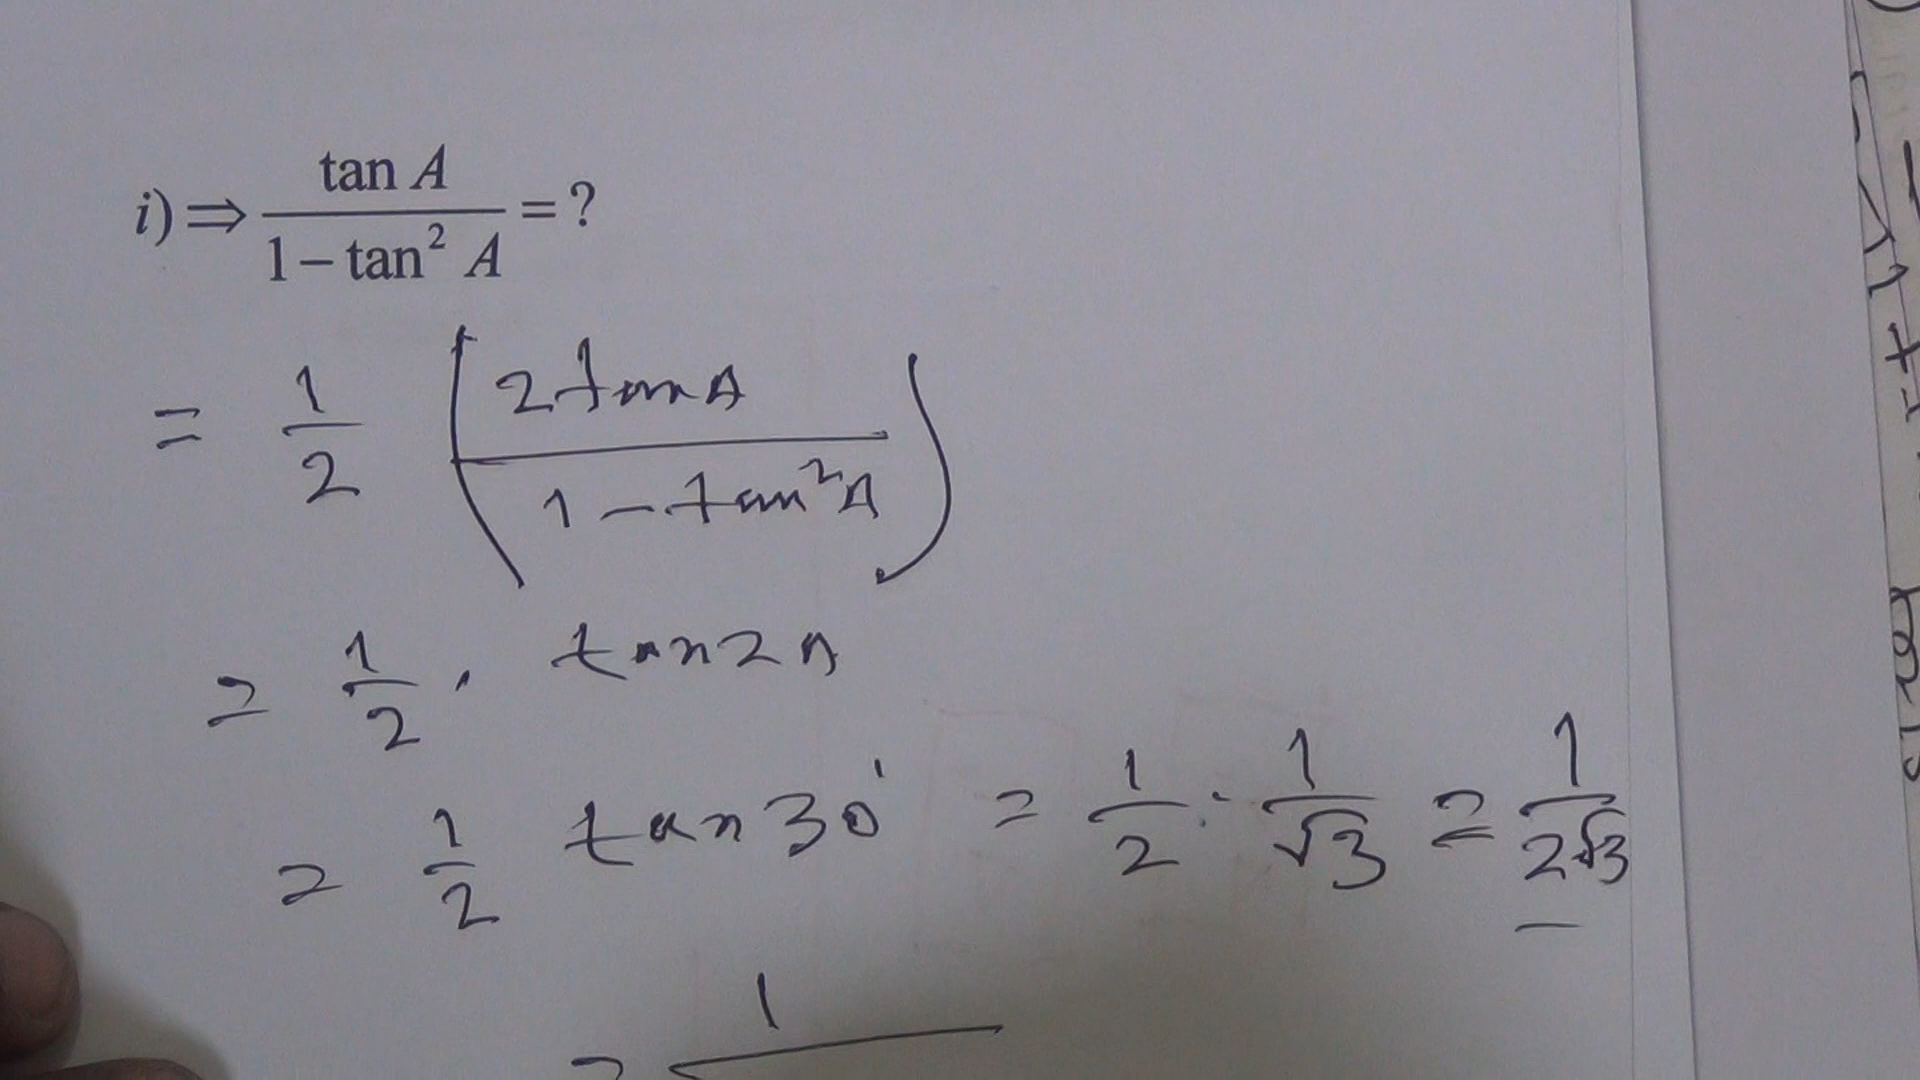 i) ⇒ tan A / (1 − tan² A) = ?
= 1/2 (2 tan A / (1 − tan² A))
= 1/2 . tan 2A
= 1/2 tan 30° = 1/2 . 1/√3 = 1/(2√3)
= 1